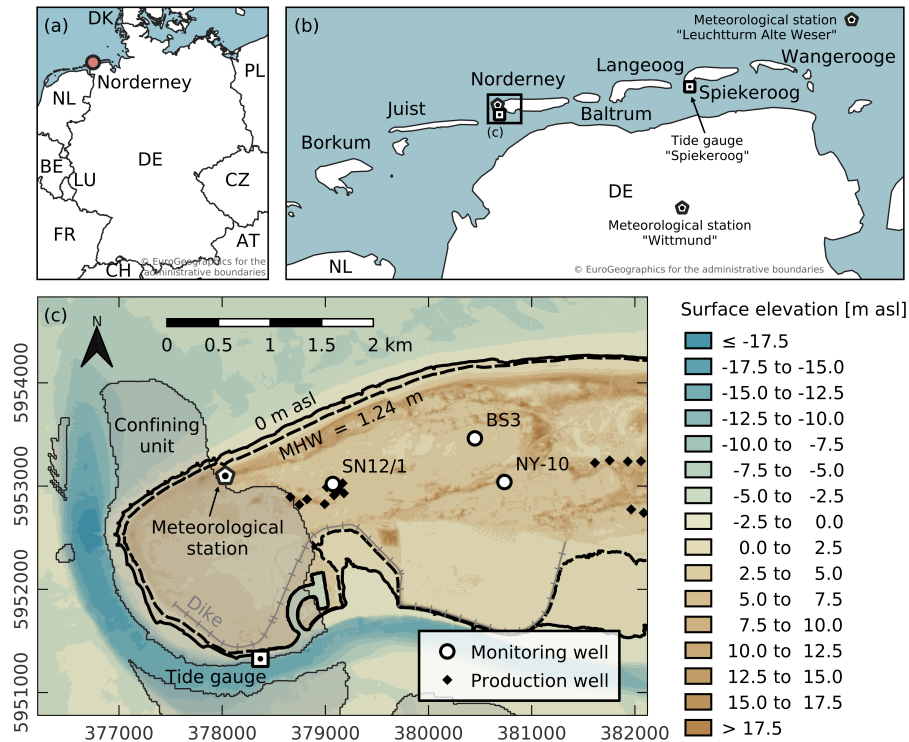 (a)
DK
Norderney
PL
NL
BE
DE
LU
CZ
FR
AT
CH
© EuroGeographics for the
administrative boundaries
(b)
Meteorological station
"Leuchtturm Alte Weser"
Wangerooge
Langeoog
Norderney
Spiekeroog
Juist
Baltrum
(c)
Borkum
Tide gauge
"Spiekeroog"
DE
Meteorological station
"Wittmund"
NL
© EuroGeographics for the administrative boundaries
(c)
N
0 0.5 1 1.5 2 km
0 m asl
MHW = 1.24 m
Confining
unit
BS3
SN12/1
NY-10
Meteorological
station
Dike
Tide gauge
Monitoring well
Production well
5954000
5953000
5952000
5951000
377000 378000 379000 380000 381000 382000
Surface elevation [m asl]
≤ -17.5
-17.5 to -15.0
-15.0 to -12.5
-12.5 to -10.0
-10.0 to -7.5
-7.5 to -5.0
-5.0 to -2.5
-2.5 to 0.0
0.0 to 2.5
2.5 to 5.0
5.0 to 7.5
7.5 to 10.0
10.0 to 12.5
12.5 to 15.0
15.0 to 17.5
> 17.5